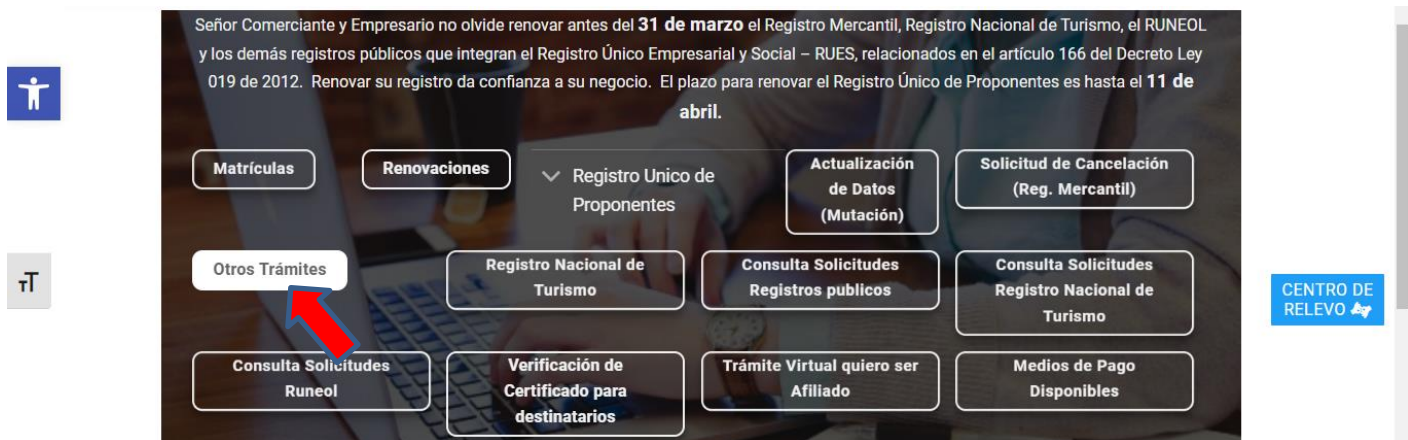 Señor Comerciante y Empresario no olvide renovar antes del 31 de marzo el Registro Mercantil, Registro Nacional de Turismo, el RUNEOL
y los demás registros públicos que integran el Registro Único Empresarial y Social – RUES, relacionados en el artículo 166 del Decreto Ley
019 de 2012. Renovar su registro da confianza a su negocio. El plazo para renovar el Registro Único de Proponentes es hasta el 11 de
abril.
Matrículas
Renovaciones
Registro Unico de
Proponentes
Actualización
de Datos
(Mutación)
Solicitud de Cancelación
(Reg. Mercantil)
Otros Trámites
Registro Nacional de
Turismo
Consulta Solicitudes
Registros publicos
Consulta Solicitudes
Registro Nacional de
Turismo
Consulta Solicitudes
Runeol
Verificación de
Certificado para
destinatarios
Trámite Virtual quiero ser
Afiliado
Medios de Pago
Disponibles
TT
CENTRO DE
RELEVO